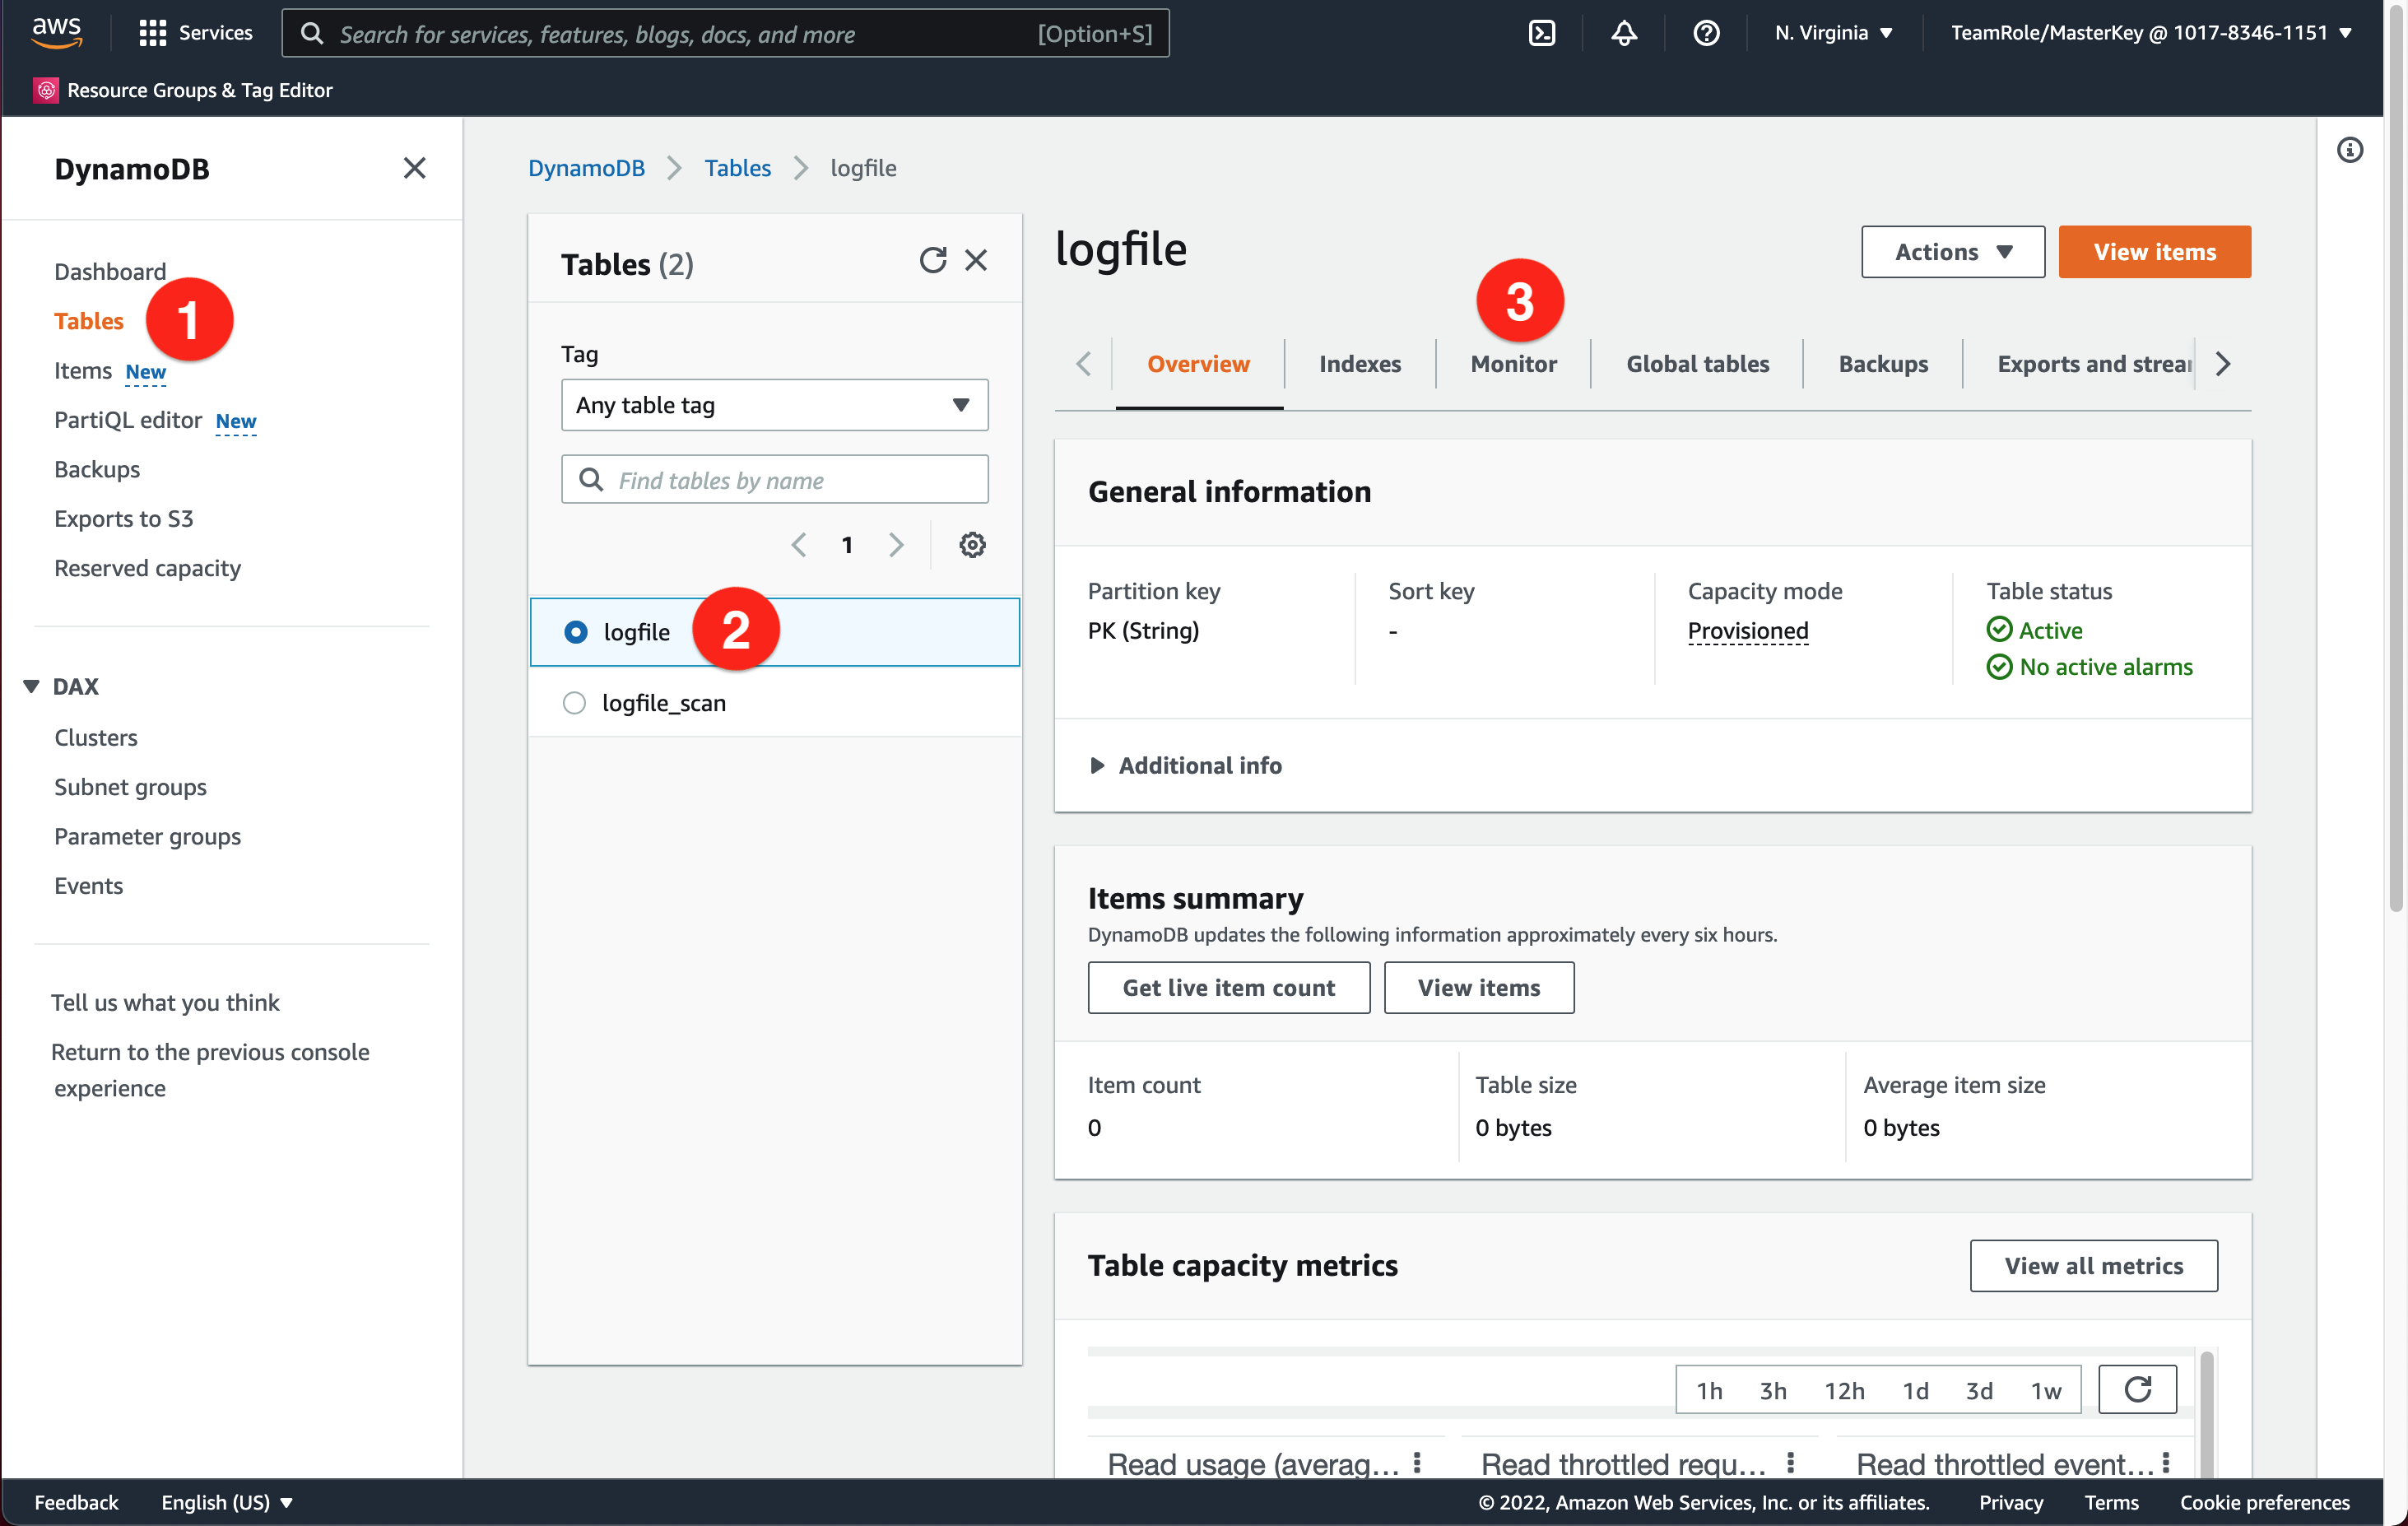 aws
Services
Search for services, features, blogs, docs, and more
[Option+S]
N. Virginia
TeamRole/MasterKey @ 1017-8346-1151
Resource Groups & Tag Editor
DynamoDB
Dashboard
Tables
1
Items New
PartiQL editor New
Backups
Exports to S3
Reserved capacity
DAX
Clusters
Subnet groups
Parameter groups
Events
Tell us what you think
Return to the previous console
experience
DynamoDB
Tables
logfile
Tables (2)
Tag
Any table tag
Find tables by name
1
logfile
2
logfile_scan
logfile
Actions
View items
3
Overview
Indexes
Monitor
Global tables
Backups
Exports and strea
General information
Partition key
PK (String)
Sort key
-
Capacity mode
Provisioned
Table status
Active
No active alarms
Additional info
Items summary
DynamoDB updates the following information approximately every six hours.
Get live item count
View items
Item count
0
Table size
0 bytes
Average item size
0 bytes
Table capacity metrics
View all metrics
1h
3h
12h
1d
3d
1w
Read usage (averag...
Read throttled requ...
Read throttled event...
Feedback
English (US)
© 2022, Amazon Web Services, Inc. or its affiliates.
Privacy
Terms
Cookie preferences